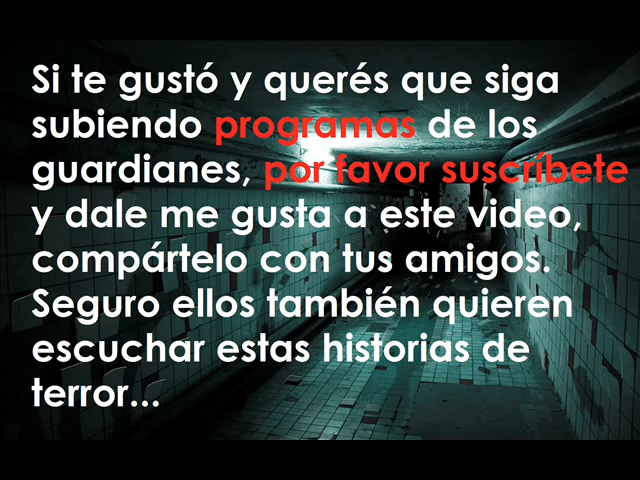 Si te gustó y querés que siga
subiendo programas de los
guardianes, por favor suscríbete
y dale me gusta a este video,
compártelo con tus amigos.
Seguro ellos también quieren
escuchar estas historias de
terror...